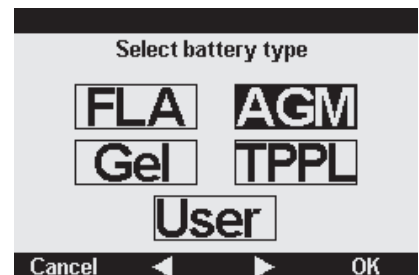 Select battery type
FLA AGM
Gel TPPL
User
Cancel OK